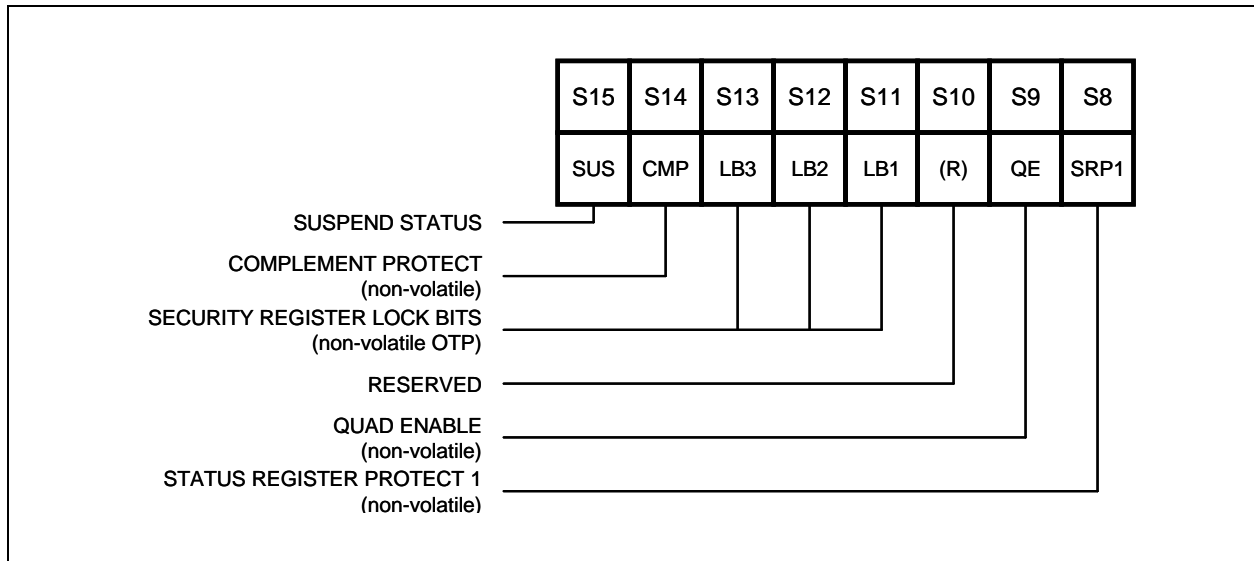 S15 S14 S13 S12 S11 S10 S9 S8
SUS CMP LB3 LB2 LB1 (R) QE SRP1
SUSPEND STATUS
COMPLEMENT PROTECT
(non-volatile)
SECURITY REGISTER LOCK BITS
(non-volatile OTP)
RESERVED
QUAD ENABLE
(non-volatile)
STATUS REGISTER PROTECT 1
(non-volatile)